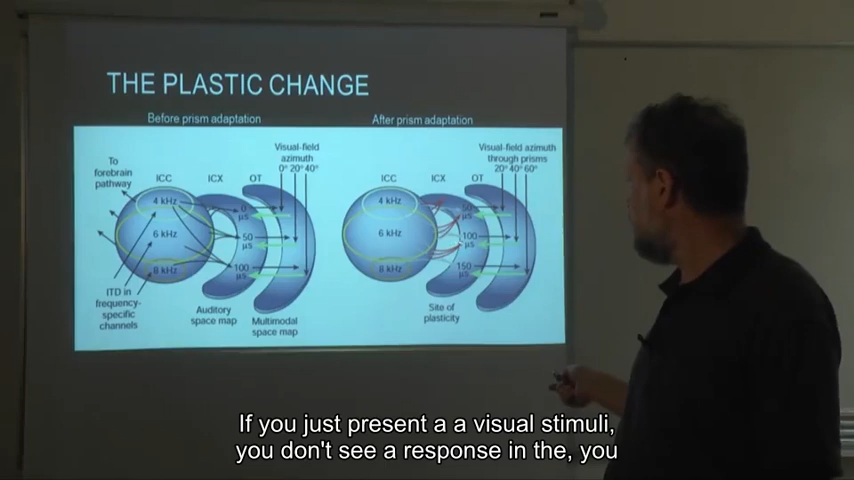 THE PLASTIC CHANGE
Before prism adaptation
After prism adaptation
Visual-field
azimuth
0° 20° 40°
To
forebrain
pathway
ICC
ICX
OT
4 kHz
6 kHz
8 kHz
0
µs
50
µs
100
µs
ITD in
frequency-
specific
channels
Auditory
space map
Multimodal
space map
Visual-field azimuth
through prisms
20° 40° 60°
ICC
ICX
OT
4 kHz
6 kHz
8 kHz
50
µs
100
µs
150
µs
Site of
plasticity
If you just present a a visual stimuli,
you don't see a response in the, you